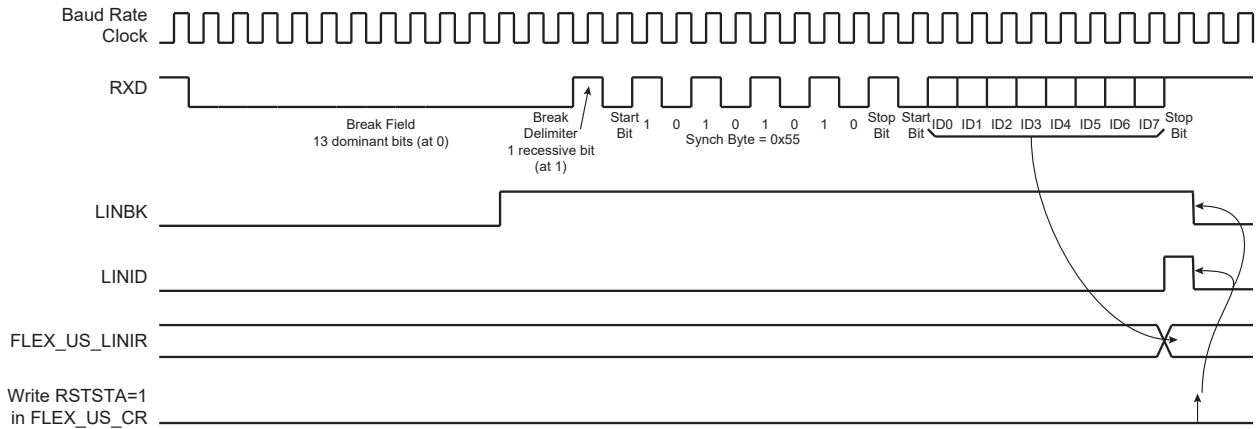 Baud Rate
Clock
RXD
Break Field
13 dominant bits (at 0)
Break
Delimiter
1 recessive bit
(at 1)
Start
Bit
1 0 1 0 1 0 1 0
Synch Byte = 0x55
Stop
Bit
Start
Bit
ID0 ID1 ID2 ID3 ID4 ID5 ID6 ID7
Stop
Bit
LINBK
LINID
FLEX_US_LINIR
Write RSTSTA=1
in FLEX_US_CR